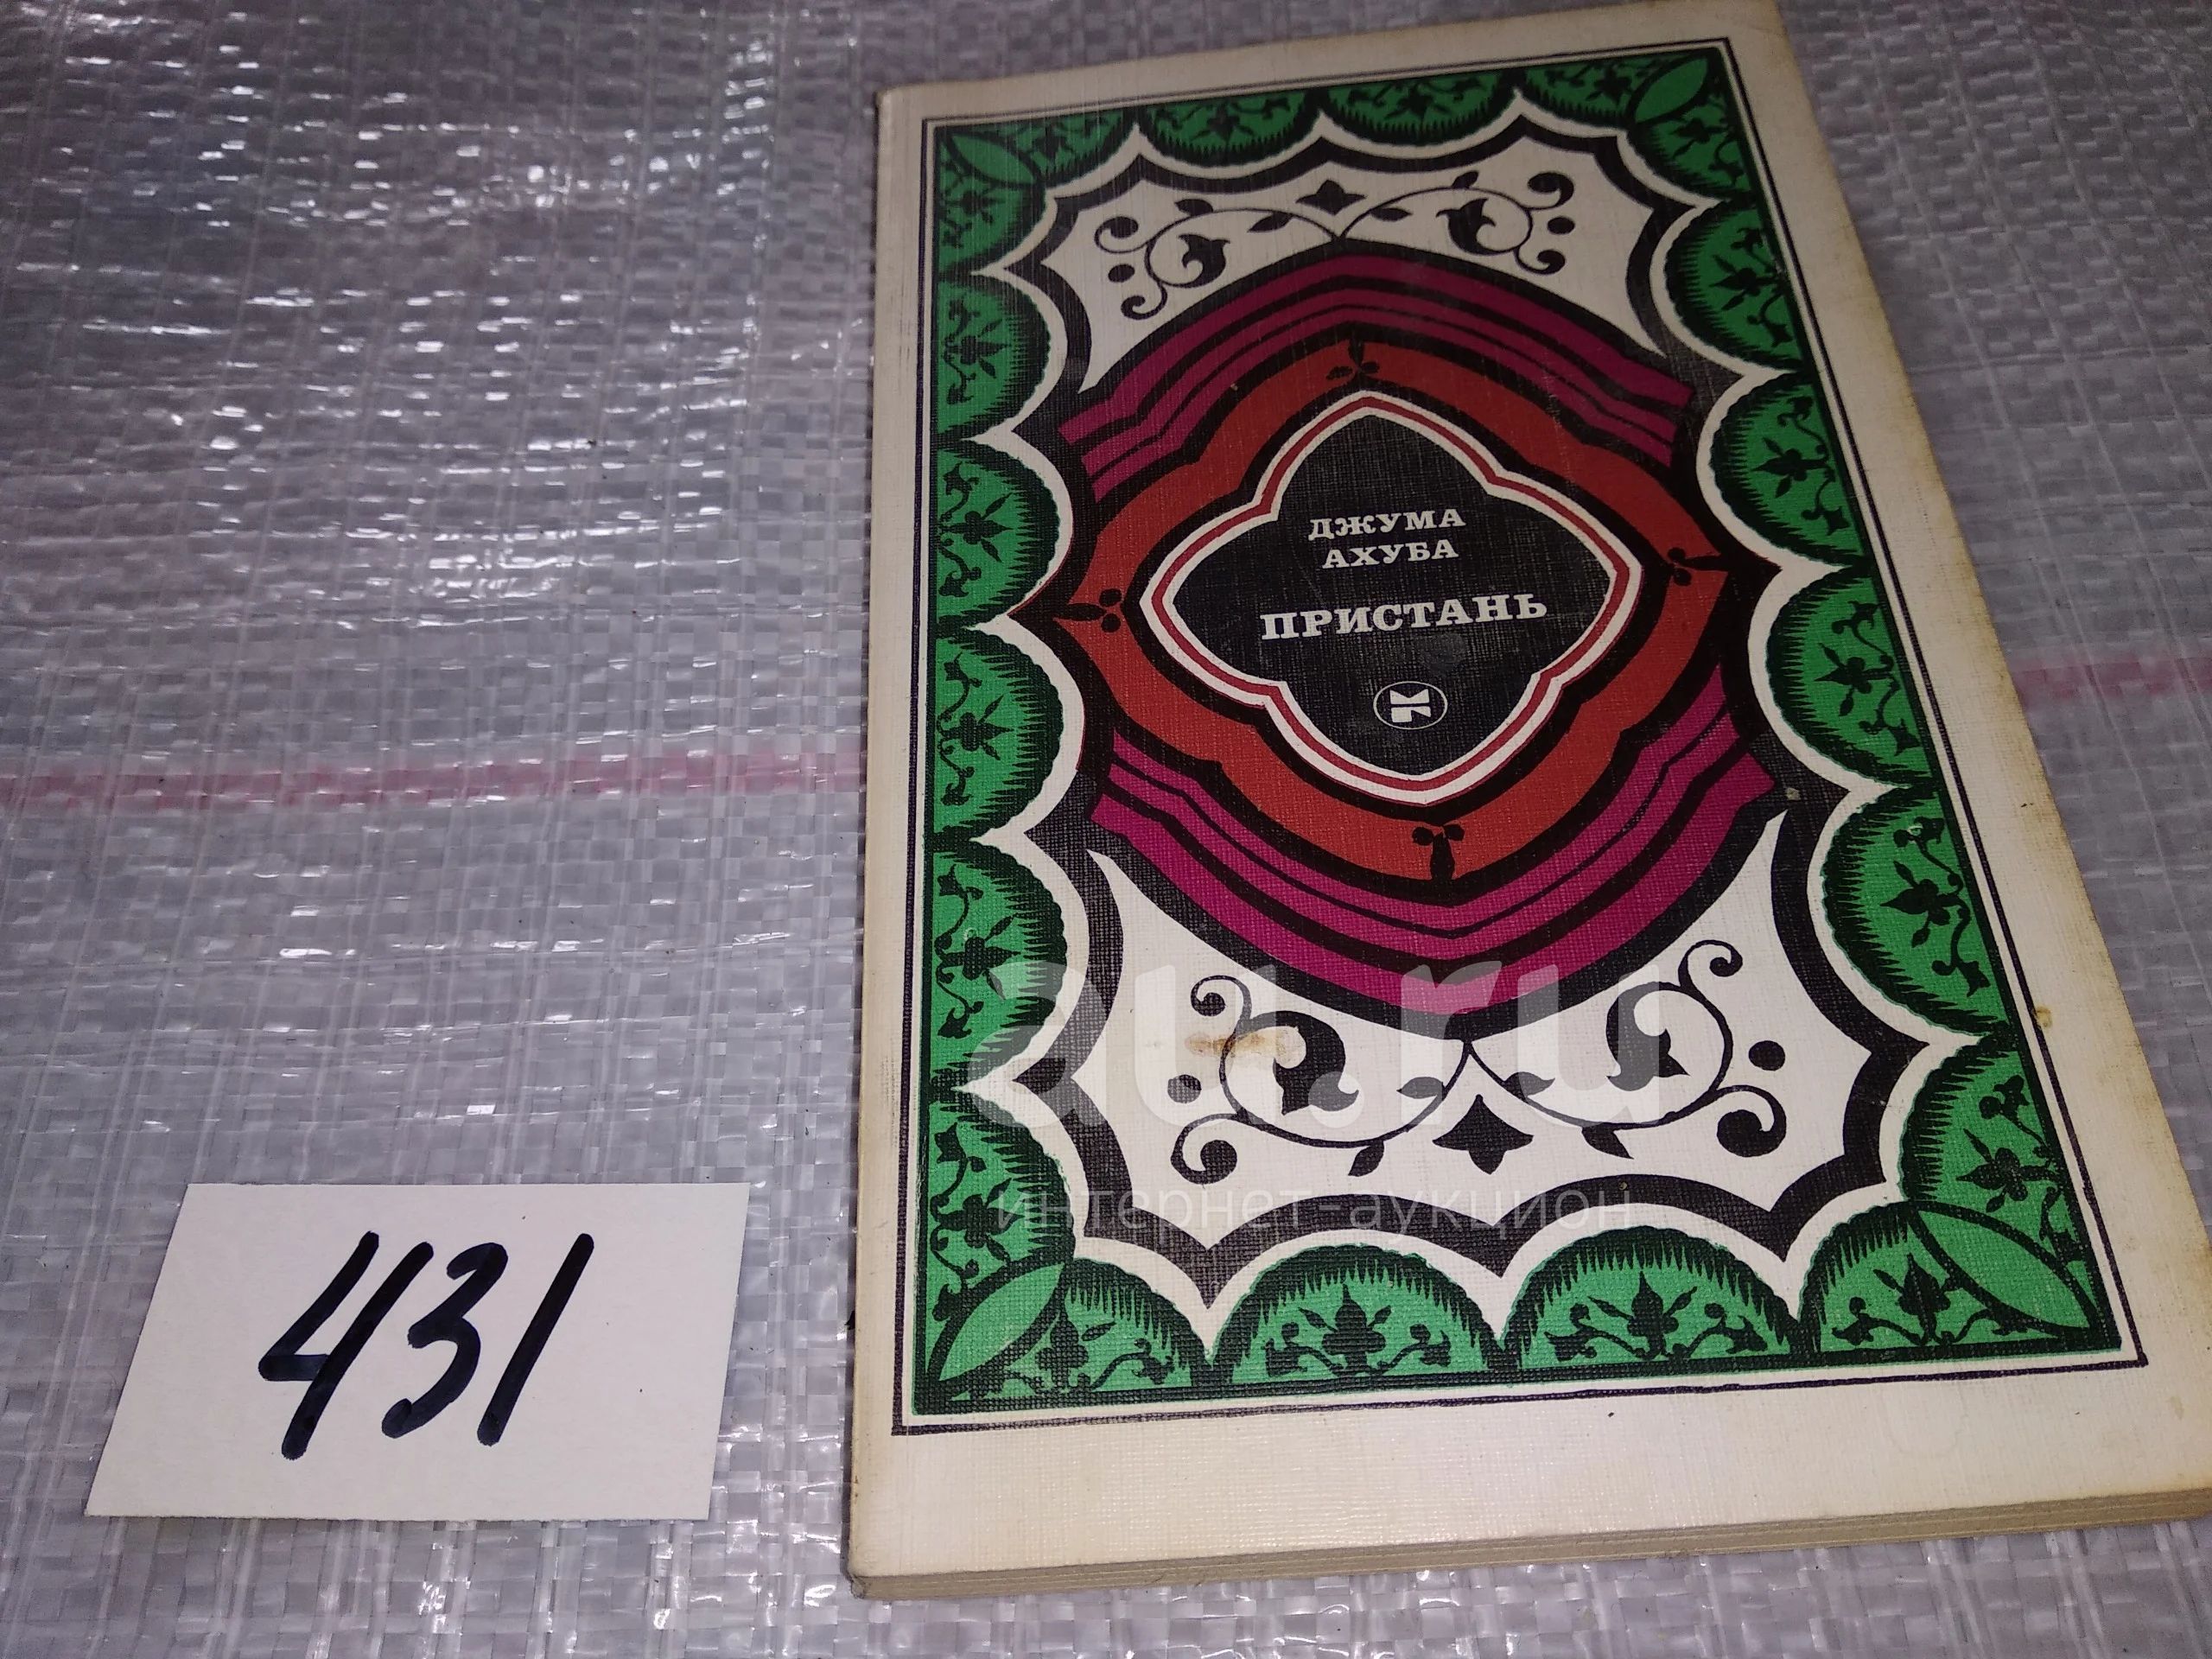 ДЖУМА
АХУБА
ПРИСТАНЬ
au.ru
интернет-аукцион
431